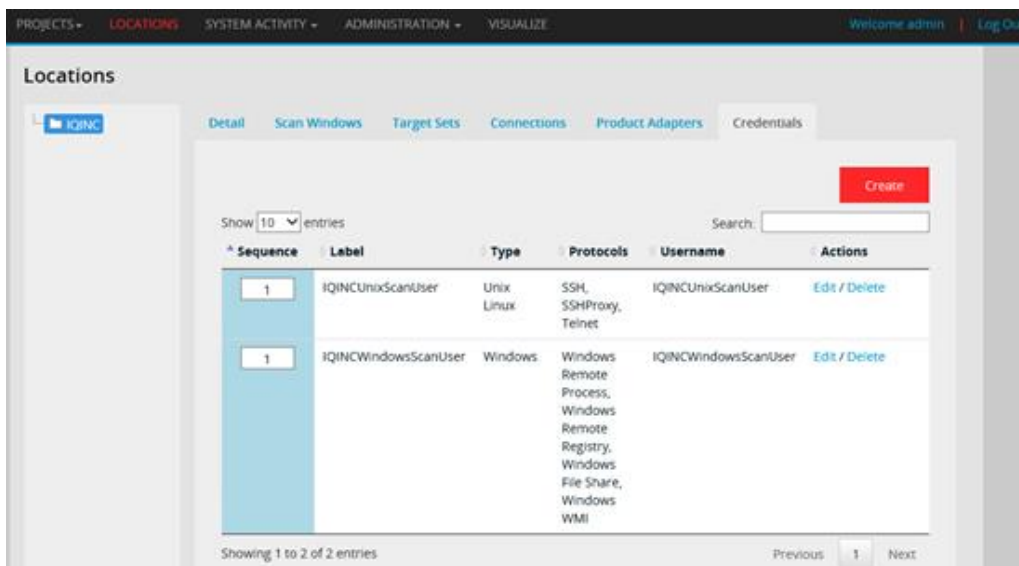 PROJECTS LOCATIONS SYSTEM ACTIVITY ADMINISTRATION VISUALIZE Welcome admin | Log Ou
Locations
IQINC
Detail Scan Windows Target Sets Connections Product Adapters Credentials
Create
Show 10 entries Search:
Sequence Label Type Protocols Username Actions
1 IQINCUnixScanUser Unix SSH, IQINCUnixScanUser Edit / Delete
Linux SSHProxy,
Telnet
1 IQINCWindowsScanUser Windows Windows IQINCWindowsScanUser Edit / Delete
Remote
Process,
Windows
Remote
Registry,
Windows
File Share,
Windows
WMI
Showing 1 to 2 of 2 entries Previous 1 Next